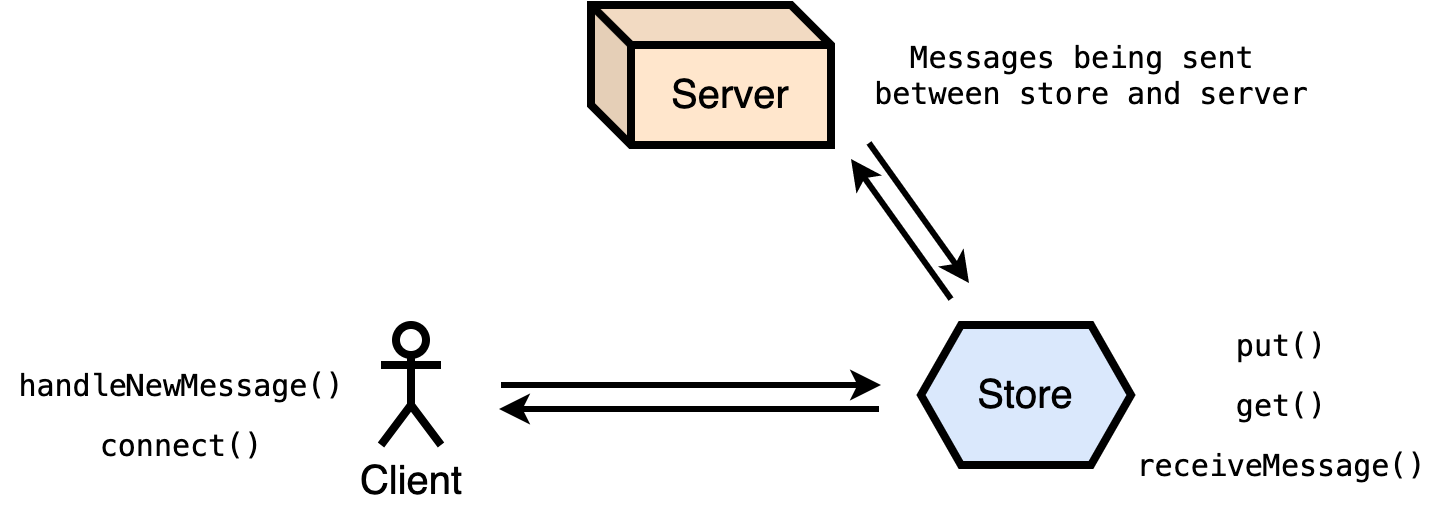 Server
Messages being sent
between store and server
handleNewMessage()
connect()
Client
Store
put()
get()
receiveMessage()